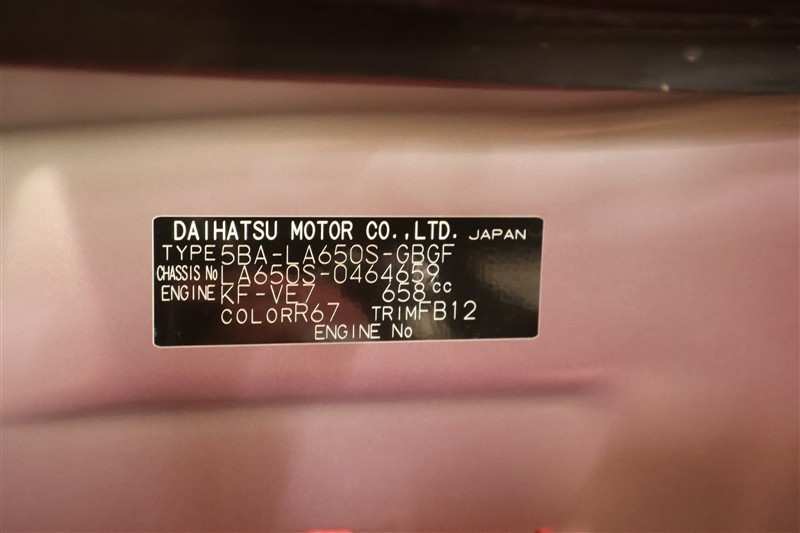 DAIHATSU MOTOR CO.,LTD. JAPAN
TYPE 5BA-LA650S-GBGF
CHASSIS No LA650S-0464659
ENGINE KF-VE7 658cc
COLOR R67 TRIM FB12
ENGINE No